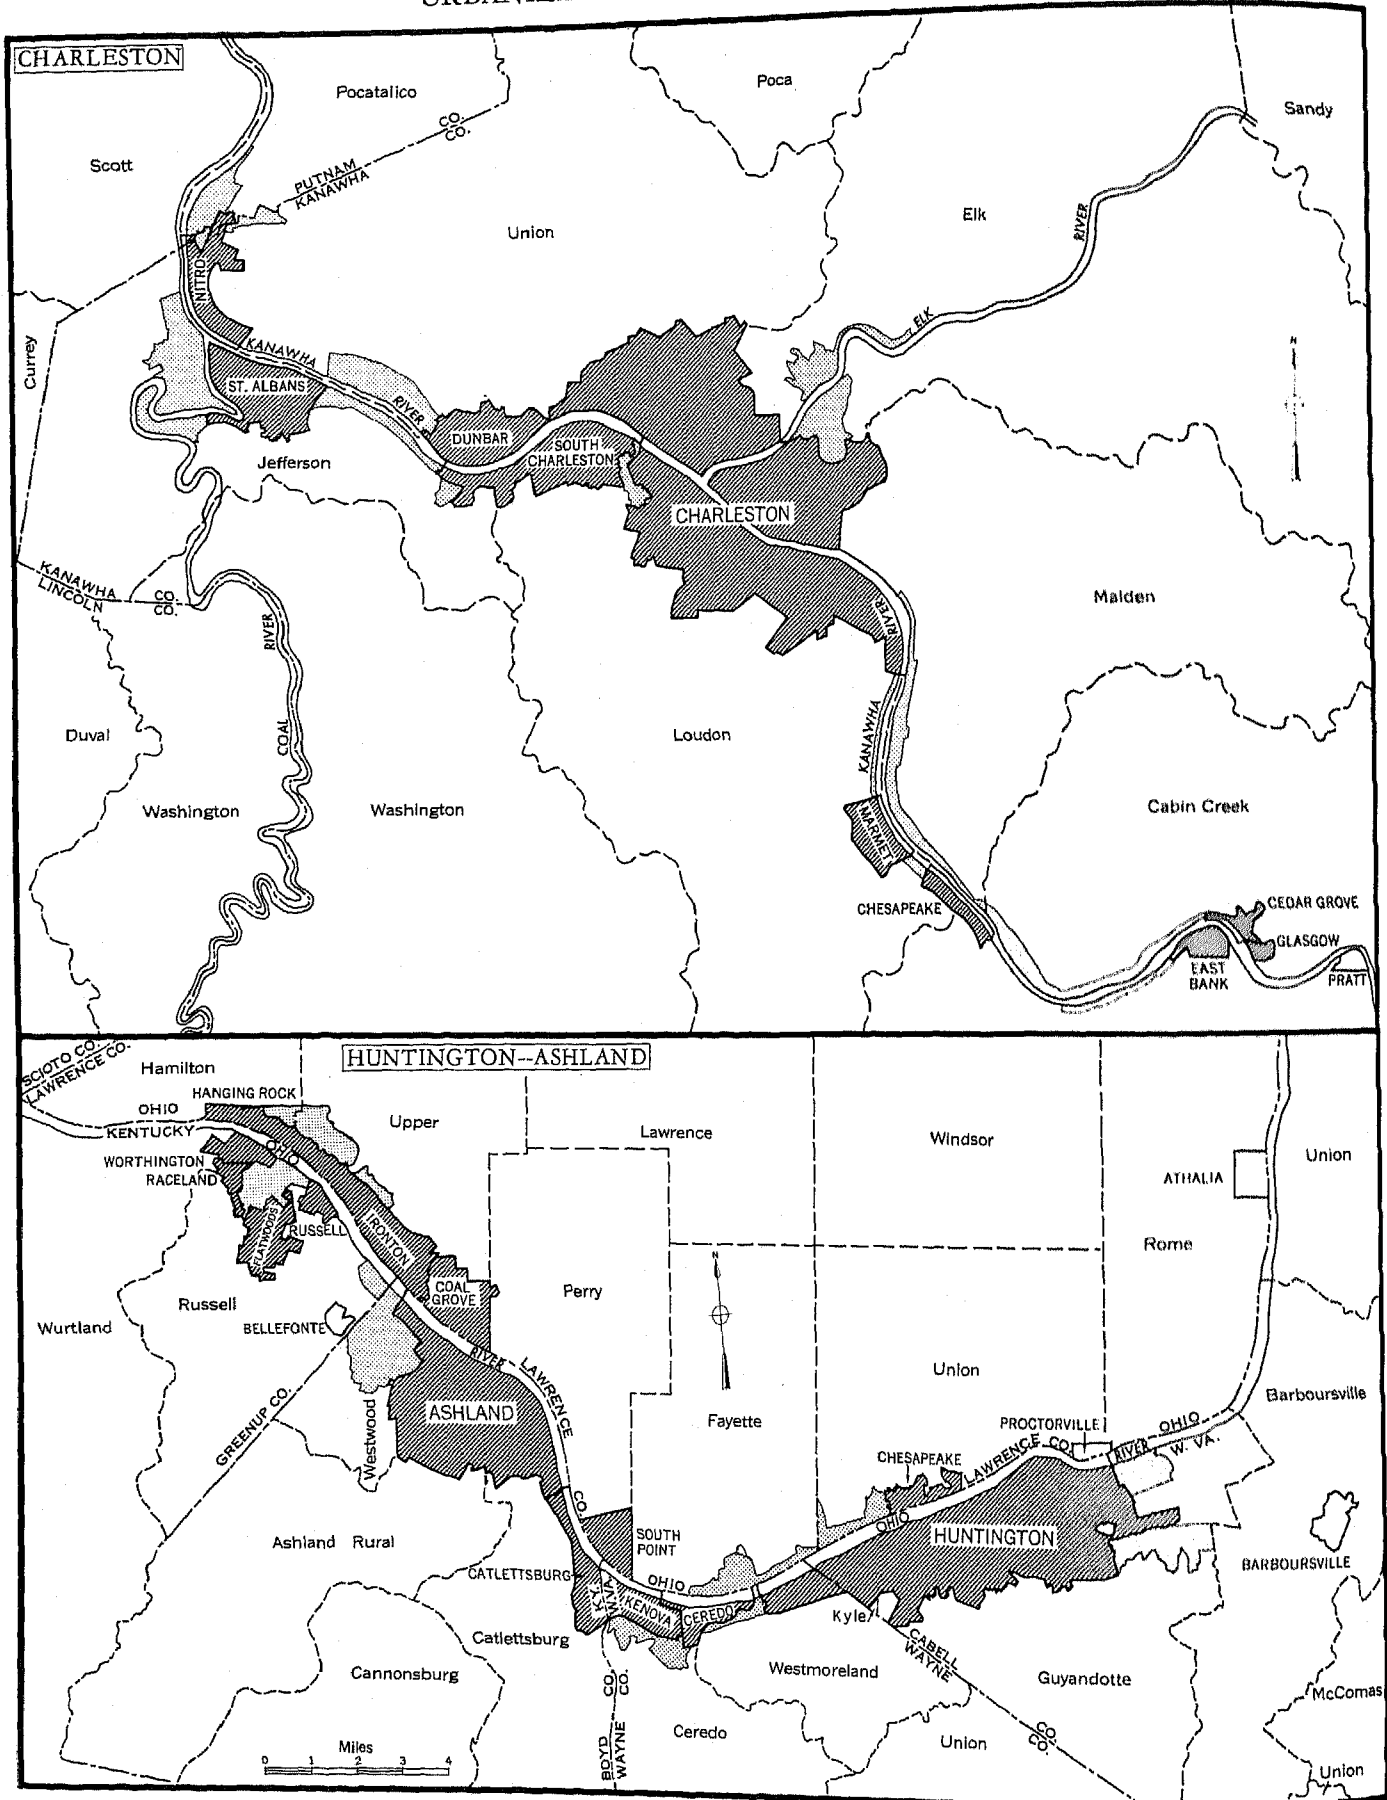 CHARLESTON
Pocatalico
Poca
Sandy
Scott
CO.
CO.
PUTNAM
KANAWHA
Union
Elk
RIVER
NITRO
ELK
Currey
KANAWHA
ST. ALBANS
RIVER
N
DUNBAR
SOUTH
CHARLESTON
Jefferson
CHARLESTON
KANAWHA
LINCOLN
CO.
CO.
Malden
RIVER
RIVER
Duval
COAL
Loudon
KANAWHA
Washington
Washington
Cabin Creek
MARMET
CHESAPEAKE
CEDAR GROVE
GLASGOW
EAST
BANK
PRATT
SCIOTO CO.
LAWRENCE CO.
Hamilton
HUNTINGTON--ASHLAND
HANGING ROCK
OHIO
KENTUCKY
Upper
Lawrence
Windsor
OHIO
WORTHINGTON
RACELAND
ATHALIA
Union
FLATWOODS
RUSSELL
IRONTON
Rome
N
COAL
GROVE
Perry
Russell
Wurtland
BELLEFONTE
RIVER
LAWRENCE
Union
Barboursville
GREENUP CO.
Westwood
ASHLAND
Fayette
PROCTORVILLE
OHIO
RIVER
W. VA.
LAWRENCE CO.
CHESAPEAKE
CO.
OHIO
HUNTINGTON
Ashland Rural
SOUTH
POINT
BARBOURSVILLE
CATLETTSBURG
OHIO
KY.
W.VA.
KENOVA
CEREDO
Kyle
Catlettsburg
CABELL
WAYNE
Cannonsburg
Westmoreland
Guyandotte
McComas
CO.
CO.
Ceredo
Union
CO.
CO.
BOYD
WAYNE
Miles
0 1 2 3 4
Union